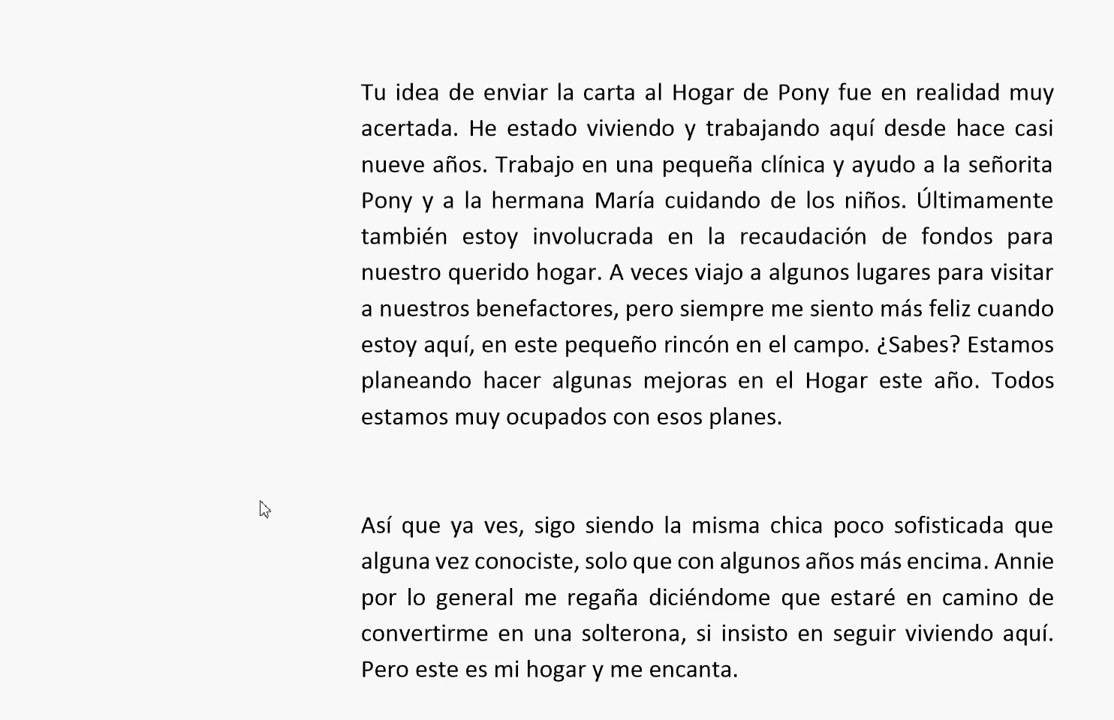 Tu idea de enviar la carta al Hogar de Pony fue en realidad muy
acertada. He estado viviendo y trabajando aquí desde hace casi
nueve años. Trabajo en una pequeña clínica y ayudo a la señorita
Pony y a la hermana María cuidando de los niños. Últimamente
también estoy involucrada en la recaudación de fondos para
nuestro querido hogar. A veces viajo a algunos lugares para visitar
a nuestros benefactores, pero siempre me siento más feliz cuando
estoy aquí, en este pequeño rincón en el campo. ¿Sabes? Estamos
planeando hacer algunas mejoras en el Hogar este año. Todos
estamos muy ocupados con esos planes.
Así que ya ves, sigo siendo la misma chica poco sofisticada que
alguna vez conociste, solo que con algunos años más encima. Annie
por lo general me regaña diciéndome que estaré en camino de
convertirme en una solterona, si insisto en seguir viviendo aquí.
Pero este es mi hogar y me encanta.